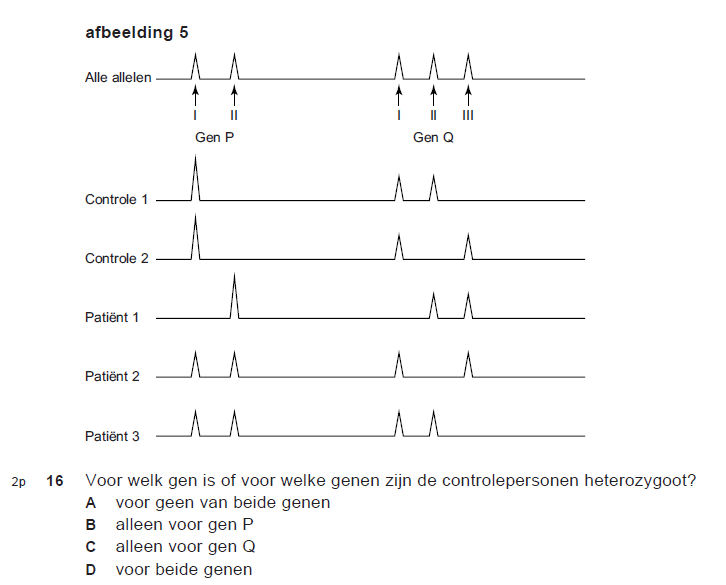 afbeelding 5
Alle allelen
I II I II III
Gen P Gen Q
Controle 1
Controle 2
Patiënt 1
Patiënt 2
Patiënt 3
2p 16 Voor welk gen is of voor welke genen zijn de controlepersonen heterozygoot?
A voor geen van beide genen
B alleen voor gen P
C alleen voor gen Q
D voor beide genen